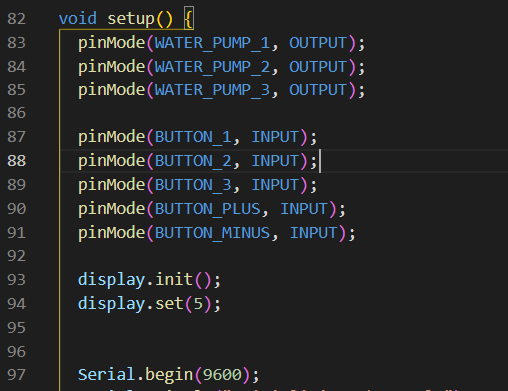 82 void setup() {
83 pinMode(WATER_PUMP_1, OUTPUT);
84 pinMode(WATER_PUMP_2, OUTPUT);
85 pinMode(WATER_PUMP_3, OUTPUT);
86
87 pinMode(BUTTON_1, INPUT);
88 pinMode(BUTTON_2, INPUT);
89 pinMode(BUTTON_3, INPUT);
90 pinMode(BUTTON_PLUS, INPUT);
91 pinMode(BUTTON_MINUS, INPUT);
92
93 display.init();
94 display.set(5);
95
96
97 Serial.begin(9600);